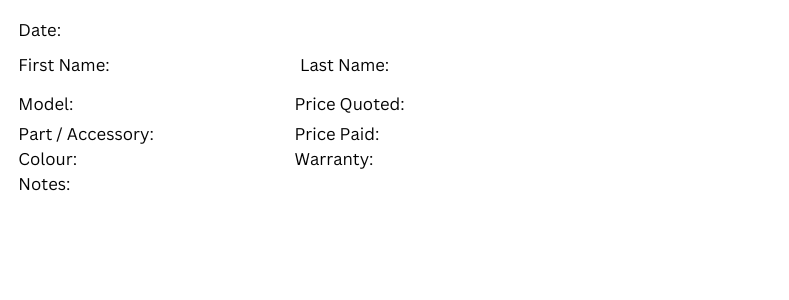 Date:
First Name: Last Name:
Model: Price Quoted:
Part / Accessory: Price Paid:
Colour: Warranty:
Notes: